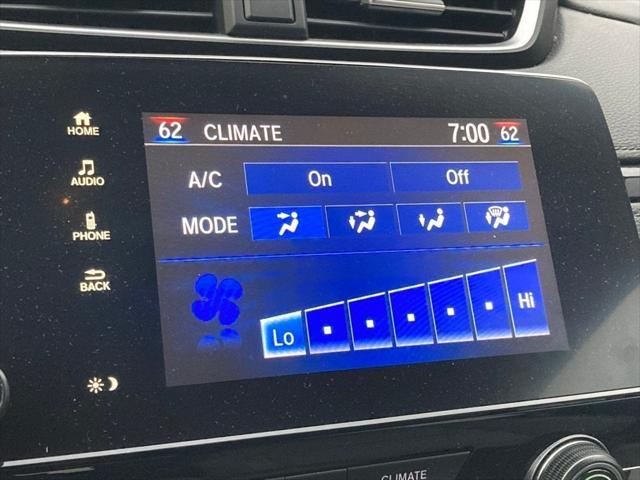 HOME
AUDIO
PHONE
BACK
62 CLIMATE 7:00 62
A/C On Off
MODE
Lo Hi
CLIMATE